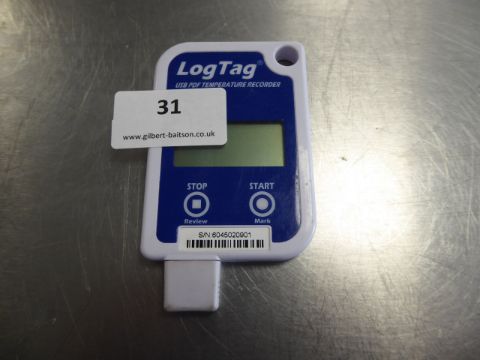 LogTag®
USB PDF TEMPERATURE RECORDER
31
www.gilbert-baitson.co.uk
STOP START
Review Mark
S/N:6045020901